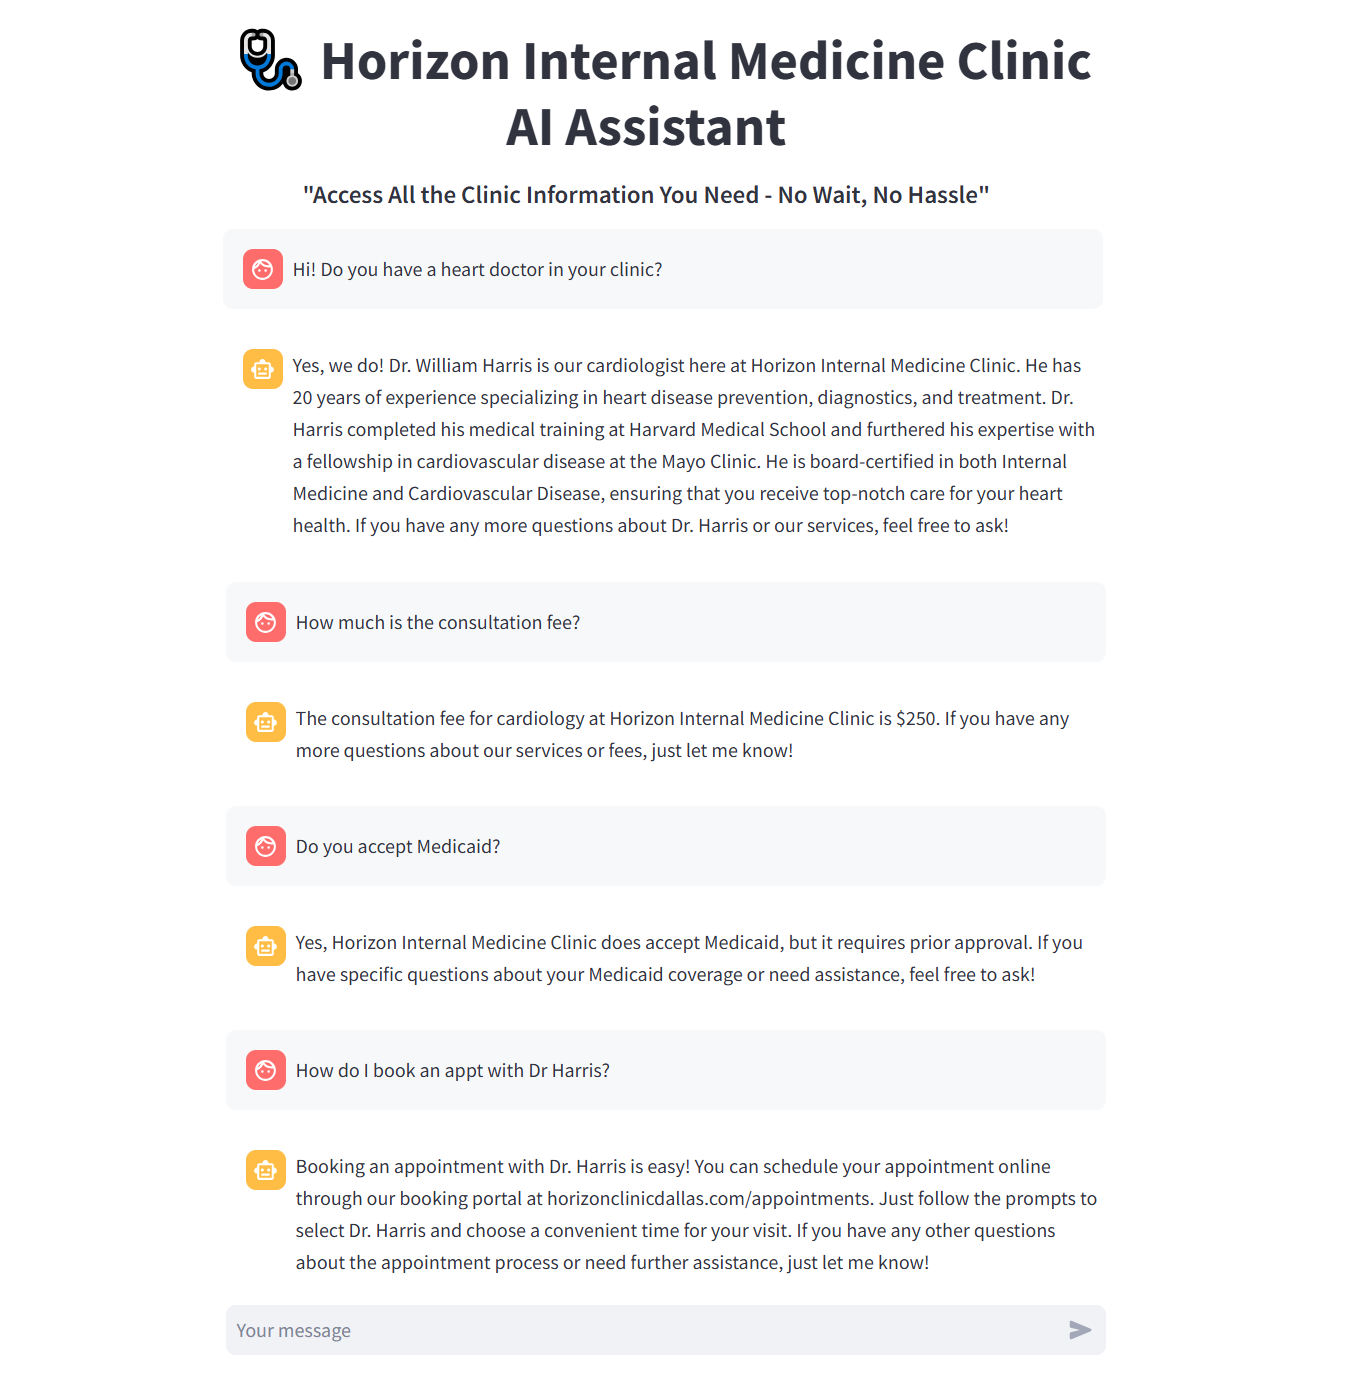 Horizon Internal Medicine Clinic
AI Assistant
"Access All the Clinic Information You Need - No Wait, No Hassle"
Hi! Do you have a heart doctor in your clinic?
Yes, we do! Dr. William Harris is our cardiologist here at Horizon Internal Medicine Clinic. He has
20 years of experience specializing in heart disease prevention, diagnostics, and treatment. Dr.
Harris completed his medical training at Harvard Medical School and furthered his expertise with
a fellowship in cardiovascular disease at the Mayo Clinic. He is board-certified in both Internal
Medicine and Cardiovascular Disease, ensuring that you receive top-notch care for your heart
health. If you have any more questions about Dr. Harris or our services, feel free to ask!
How much is the consultation fee?
The consultation fee for cardiology at Horizon Internal Medicine Clinic is $250. If you have any
more questions about our services or fees, just let me know!
Do you accept Medicaid?
Yes, Horizon Internal Medicine Clinic does accept Medicaid, but it requires prior approval. If you
have specific questions about your Medicaid coverage or need assistance, feel free to ask!
How do I book an appt with Dr Harris?
Booking an appointment with Dr. Harris is easy! You can schedule your appointment online
through our booking portal at horizonclinicdallas.com/appointments. Just follow the prompts to
select Dr. Harris and choose a convenient time for your visit. If you have any other questions
about the appointment process or need further assistance, just let me know!
Your message